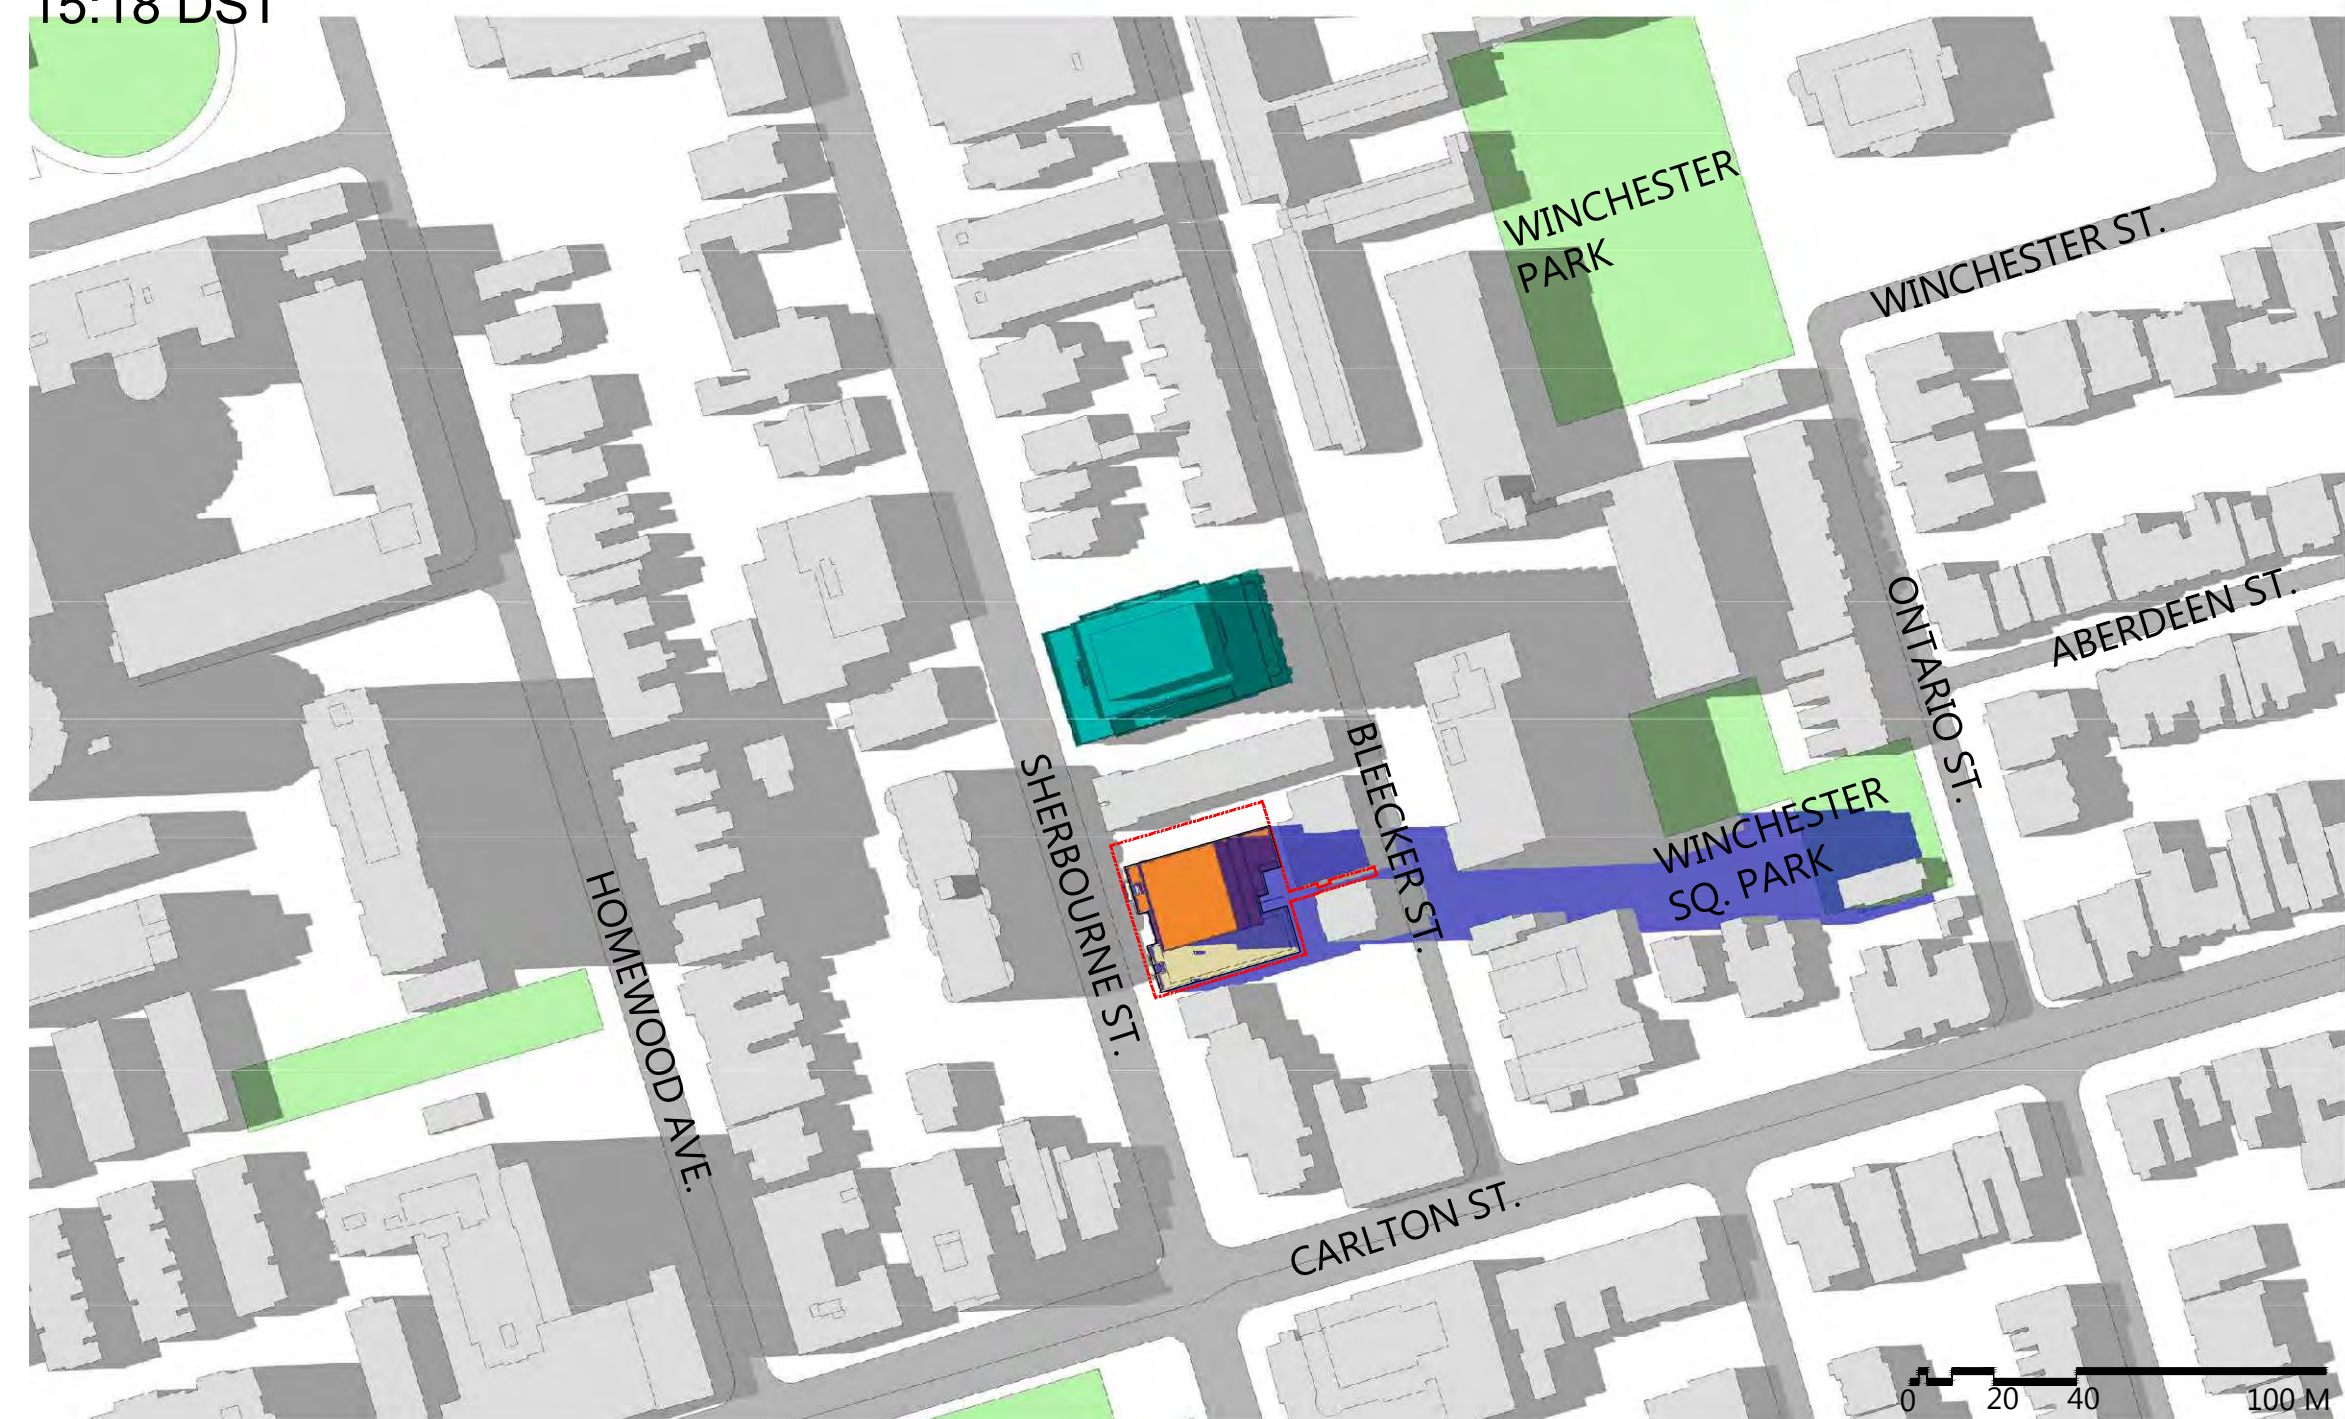 15:18 DST
WINCHESTER
PARK
WINCHESTER ST.
ONTARIO ST.
ABERDEEN ST.
SHERBOURNE ST.
BLEECKER ST.
WINCHESTER
SQ. PARK
HOMEWOOD AVE.
CARLTON ST.
0 20 40 100 M